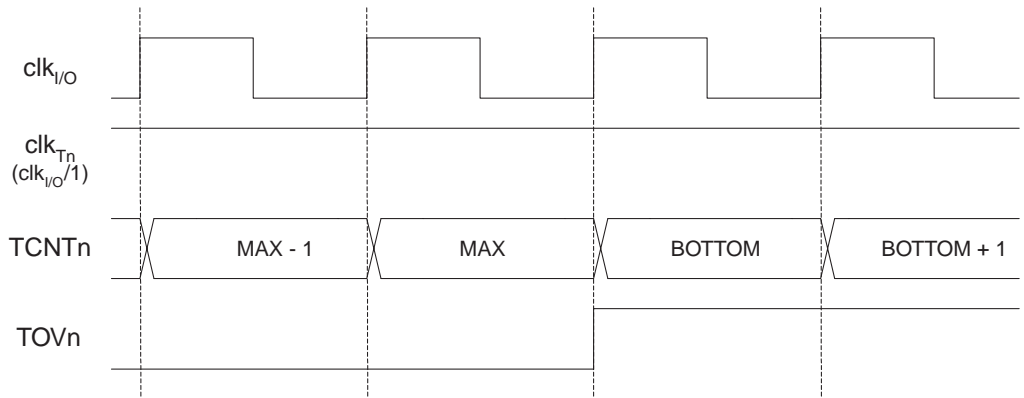 clkI/O
clkTn
(clkI/O/1)
TCNTn
MAX - 1
MAX
BOTTOM
BOTTOM + 1
TOVn